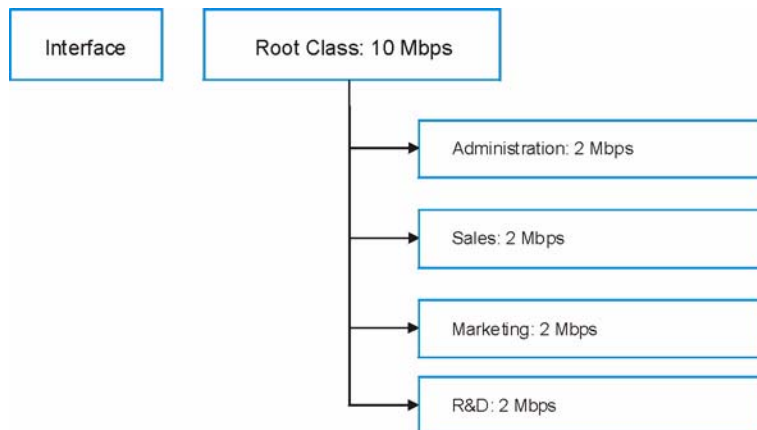 Interface
Root Class: 10 Mbps
Administration: 2 Mbps
Sales: 2 Mbps
Marketing: 2 Mbps
R&D: 2 Mbps